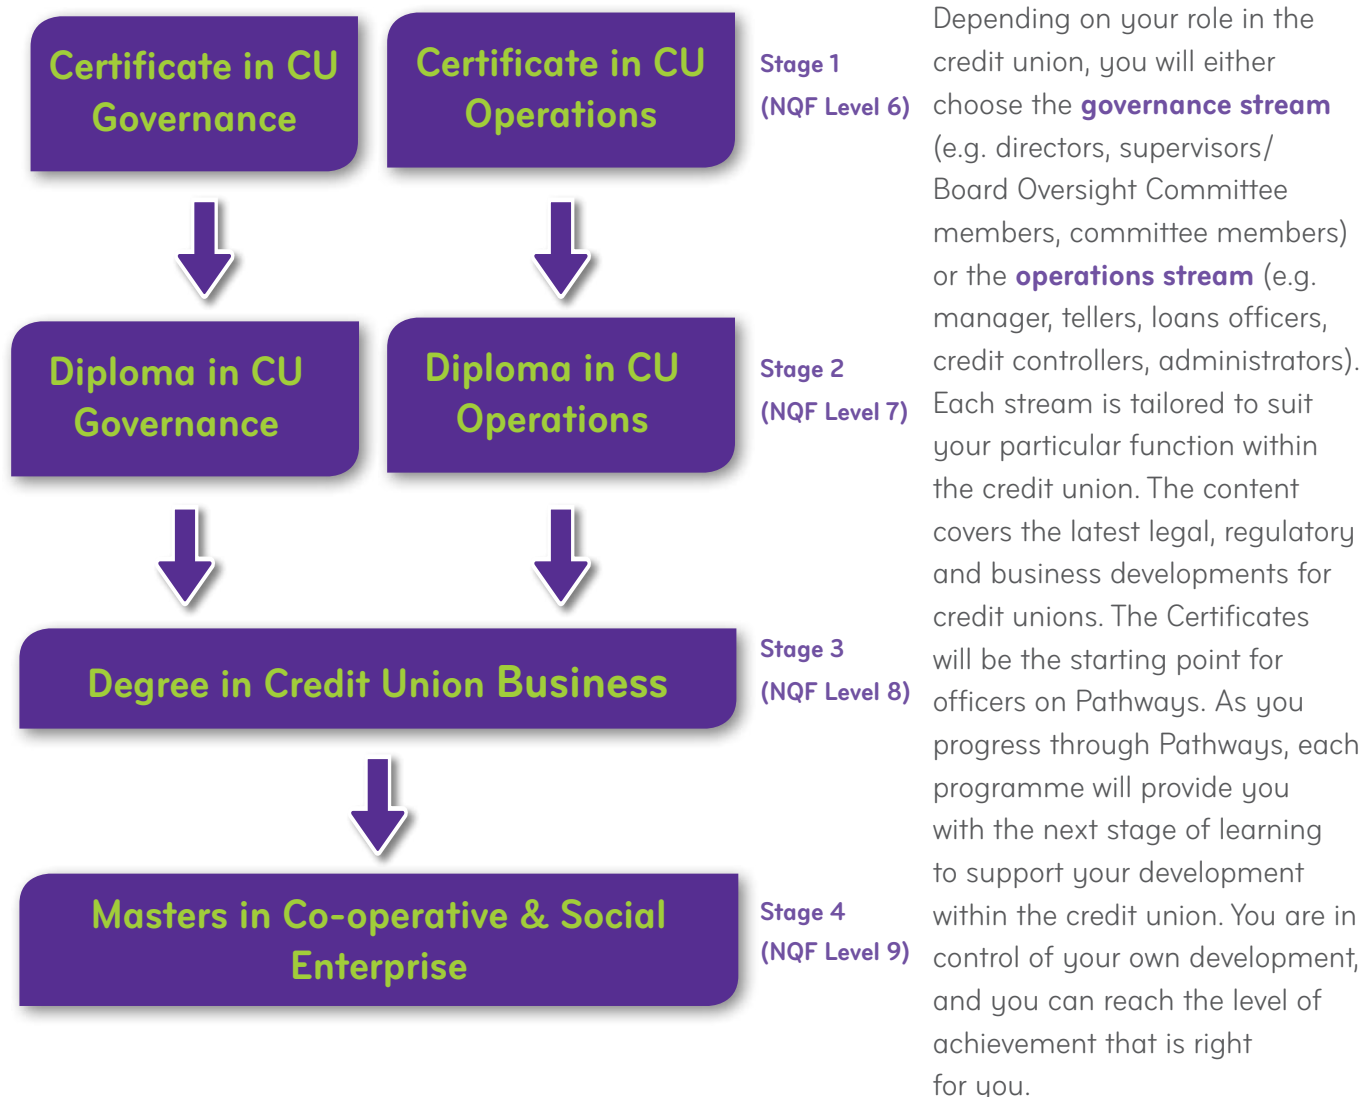 Certificate in CU
Governance
Certificate in CU
Operations
Stage 1
(NQF Level 6)
Diploma in CU
Governance
Diploma in CU
Operations
Stage 2
(NQF Level 7)
Degree in Credit Union Business
Stage 3
(NQF Level 8)
Masters in Co-operative & Social
Enterprise
Stage 4
(NQF Level 9)
Depending on your role in the
credit union, you will either
choose the governance stream
(e.g. directors, supervisors/
Board Oversight Committee
members, committee members)
or the operations stream (e.g.
manager, tellers, loans officers,
credit controllers, administrators).
Each stream is tailored to suit
your particular function within
the credit union. The content
covers the latest legal, regulatory
and business developments for
credit unions. The Certificates
will be the starting point for
officers on Pathways. As you
progress through Pathways, each
programme will provide you
with the next stage of learning
to support your development
within the credit union. You are in
control of your own development,
and you can reach the level of
achievement that is right
for you.